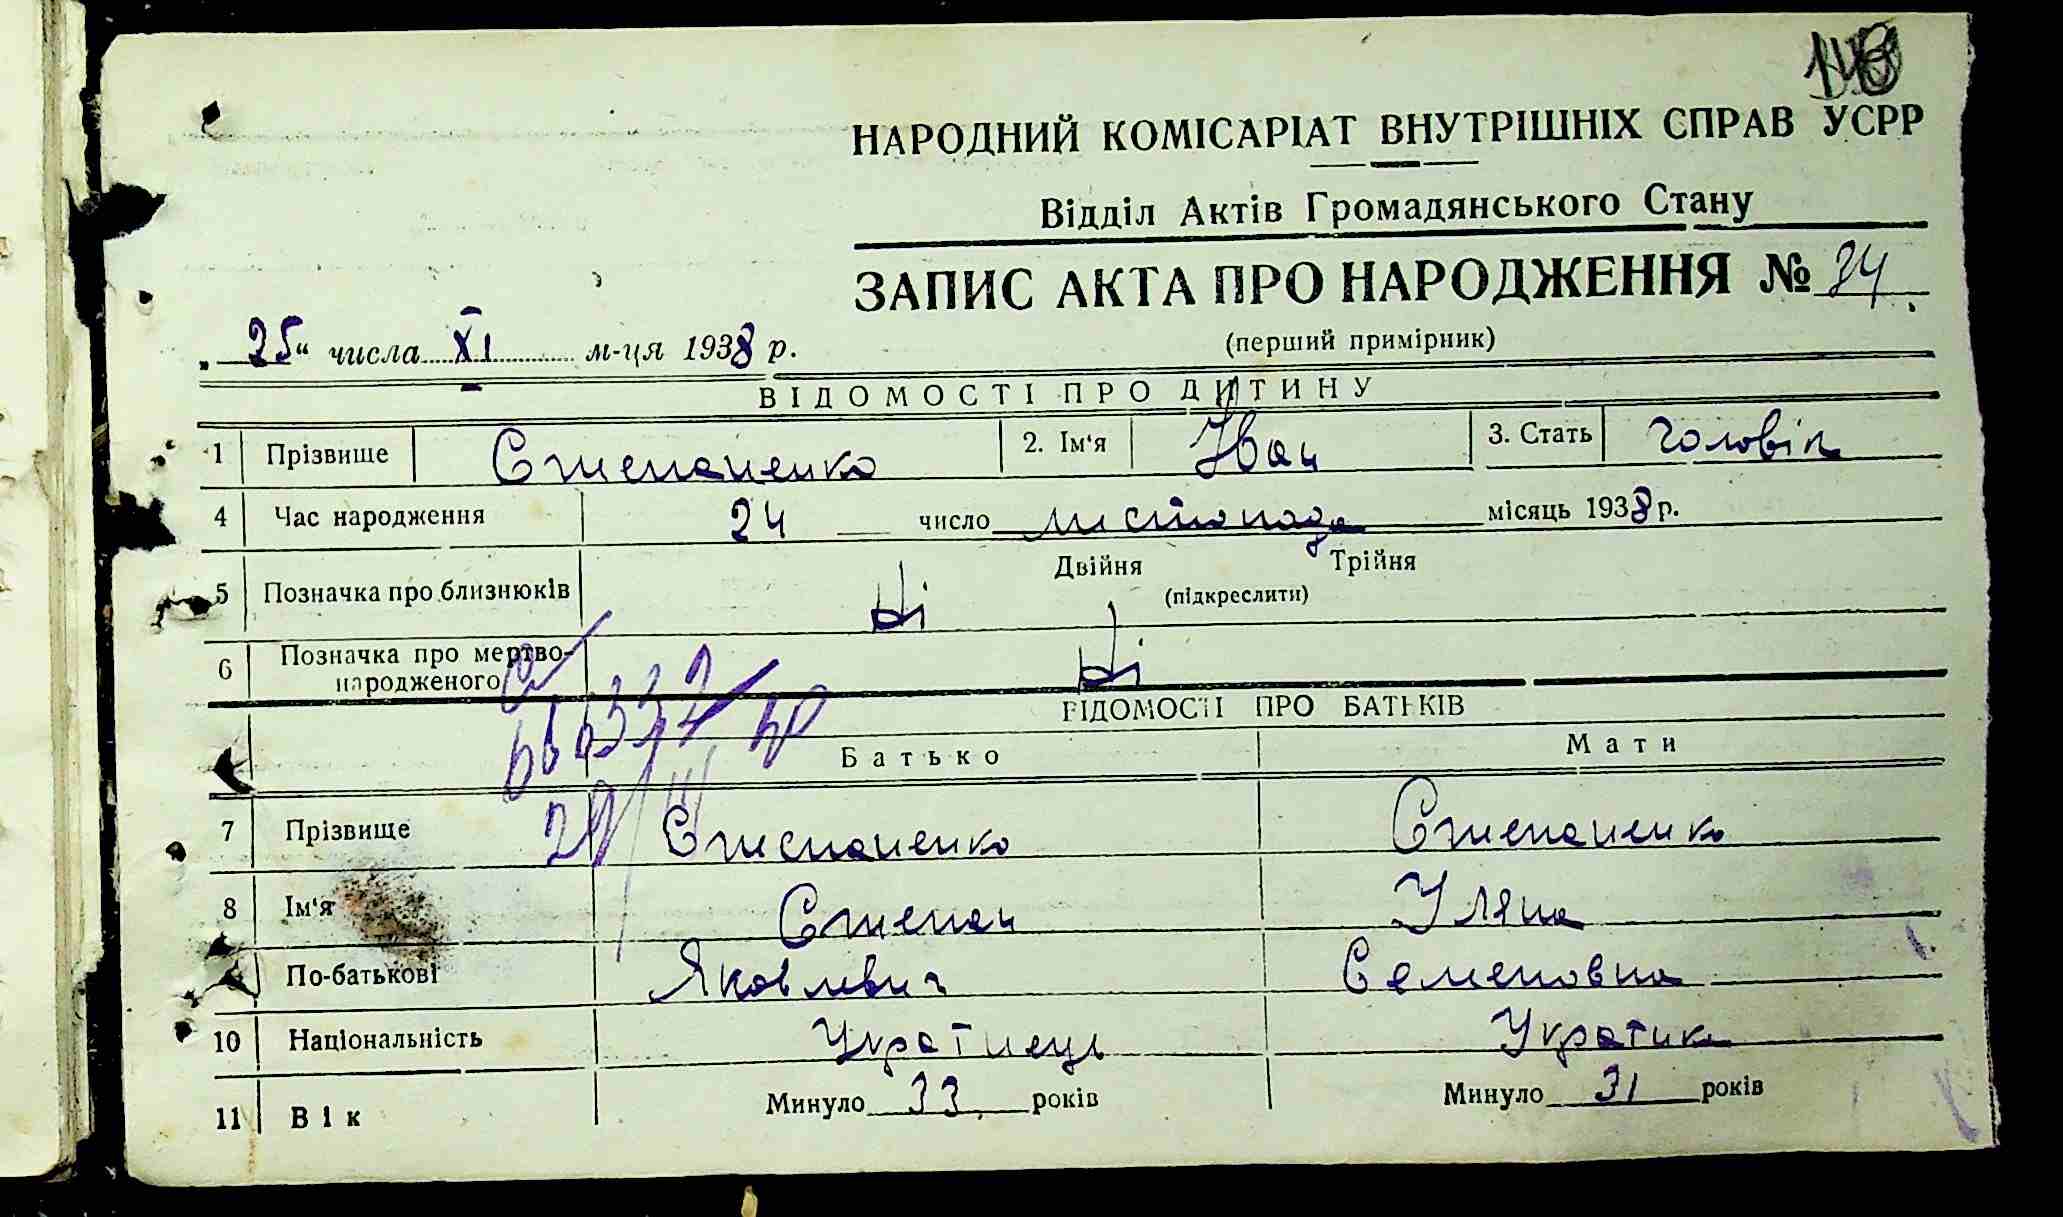 НАРОДНИЙ КОМІСАРІАТ ВНУТРІШНІХ СПРАВ УСРР
Відділ Актів Громадянського Стану
ЗАПИС АКТА ПРО НАРОДЖЕННЯ № 84
(перший примірник)
„25“ числа XI м-ця 1938 р.
ВІДОМОСТІ ПРО ДИТИНУ
1 Прізвище Степаненко 2. Ім'я Іван 3. Стать Чоловік
4 Час народження 24 число листопада місяць 1938 р.
5 Позначка про близнюків Ні Двійня Трійня
(підкреслити)
6 Позначка про мертво-
народженого Ні
ВІДОМОСТІ ПРО БАТЬКІВ
Батько Мати
7 Прізвище Степаненко Степаненко
8 Ім'я Степан Уляна
По-батькові Яковлевич Семеновна
10 Національність Українець Українка
11 Вік Минуло 33 років Минуло 31 років